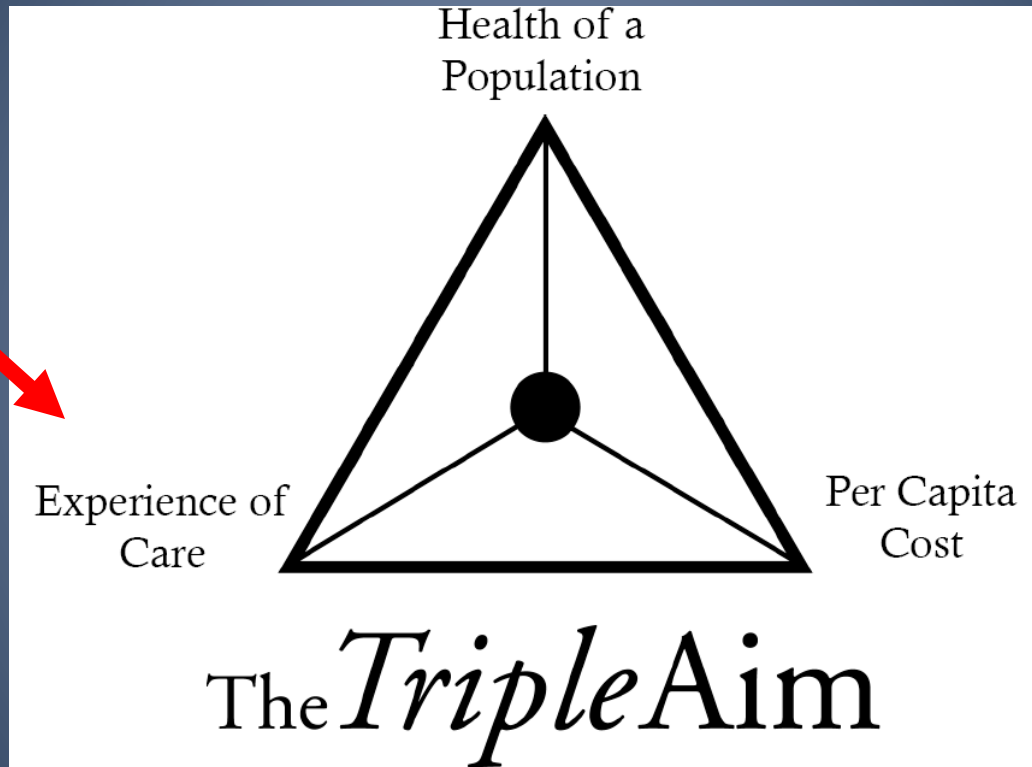 Health of a
Population
Experience of
Care
Per Capita
Cost
The Triple Aim